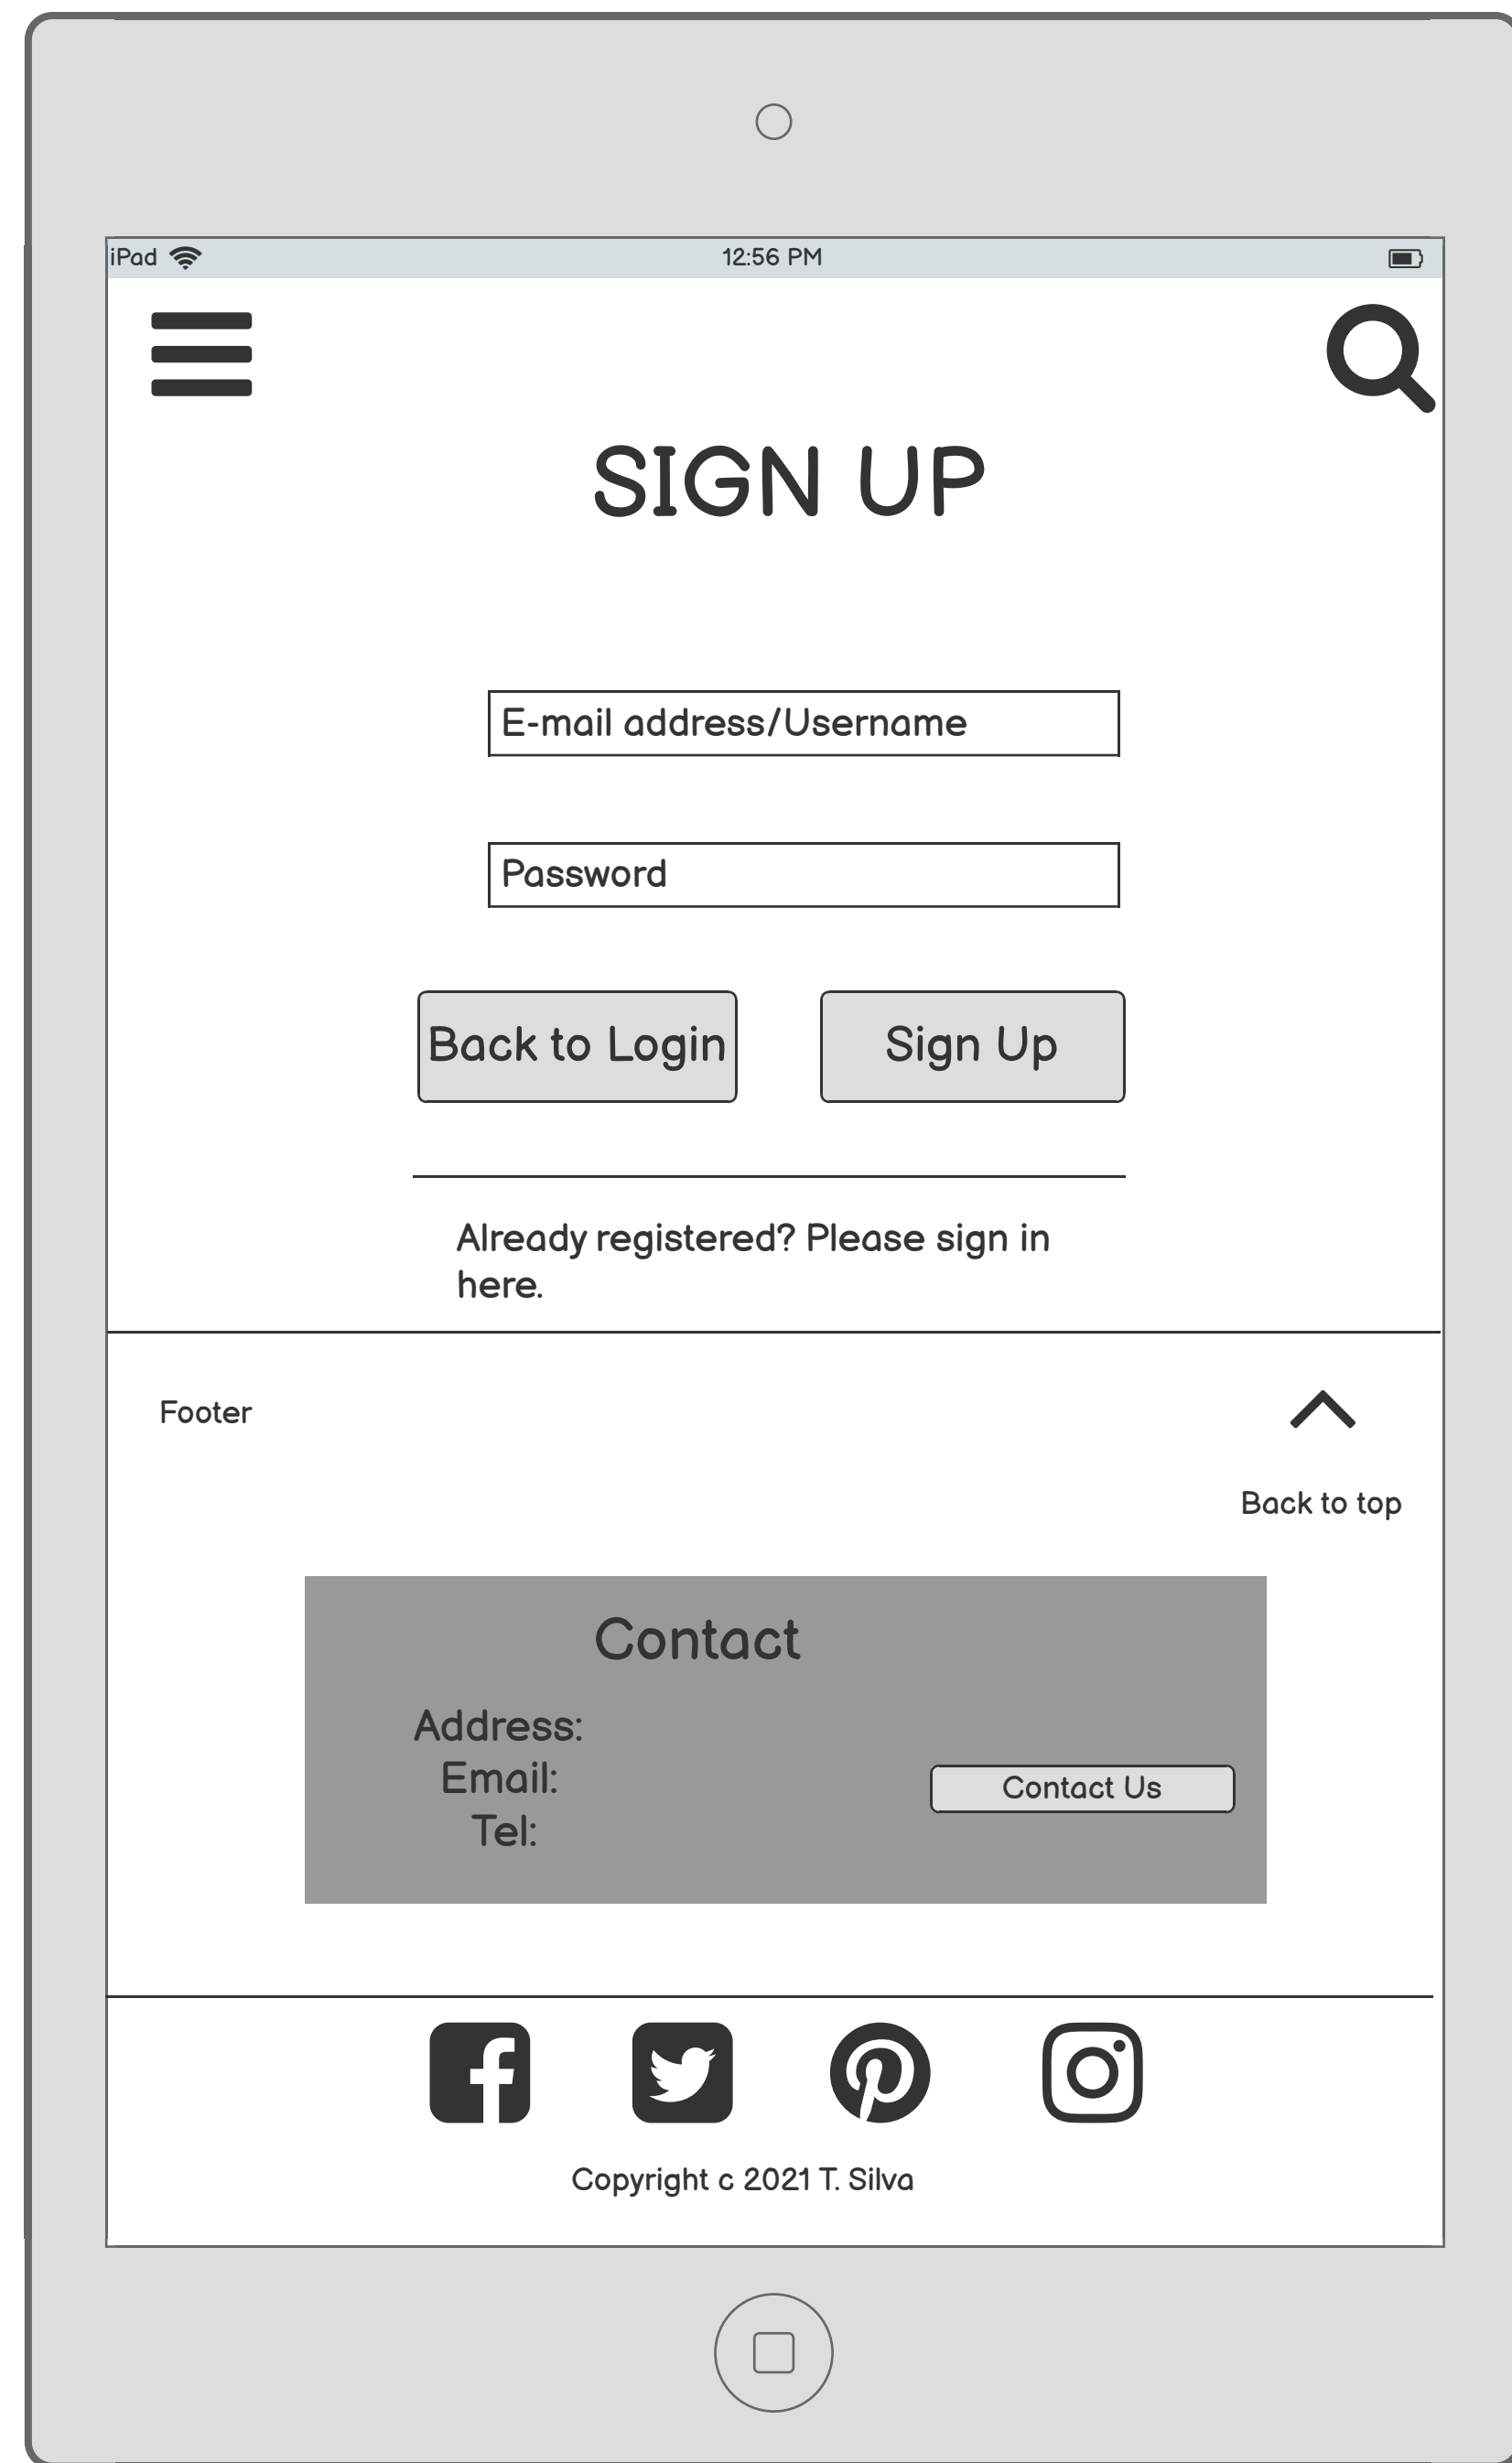 iPad
12:56 PM
SIGN UP
E-mail address/Username
Password
Back to Login
Sign Up
Already registered? Please sign in
here.
Footer
Back to top
Contact
Address:
Email:
Contact Us
Tel:
Copyright c 2021 T. Silva